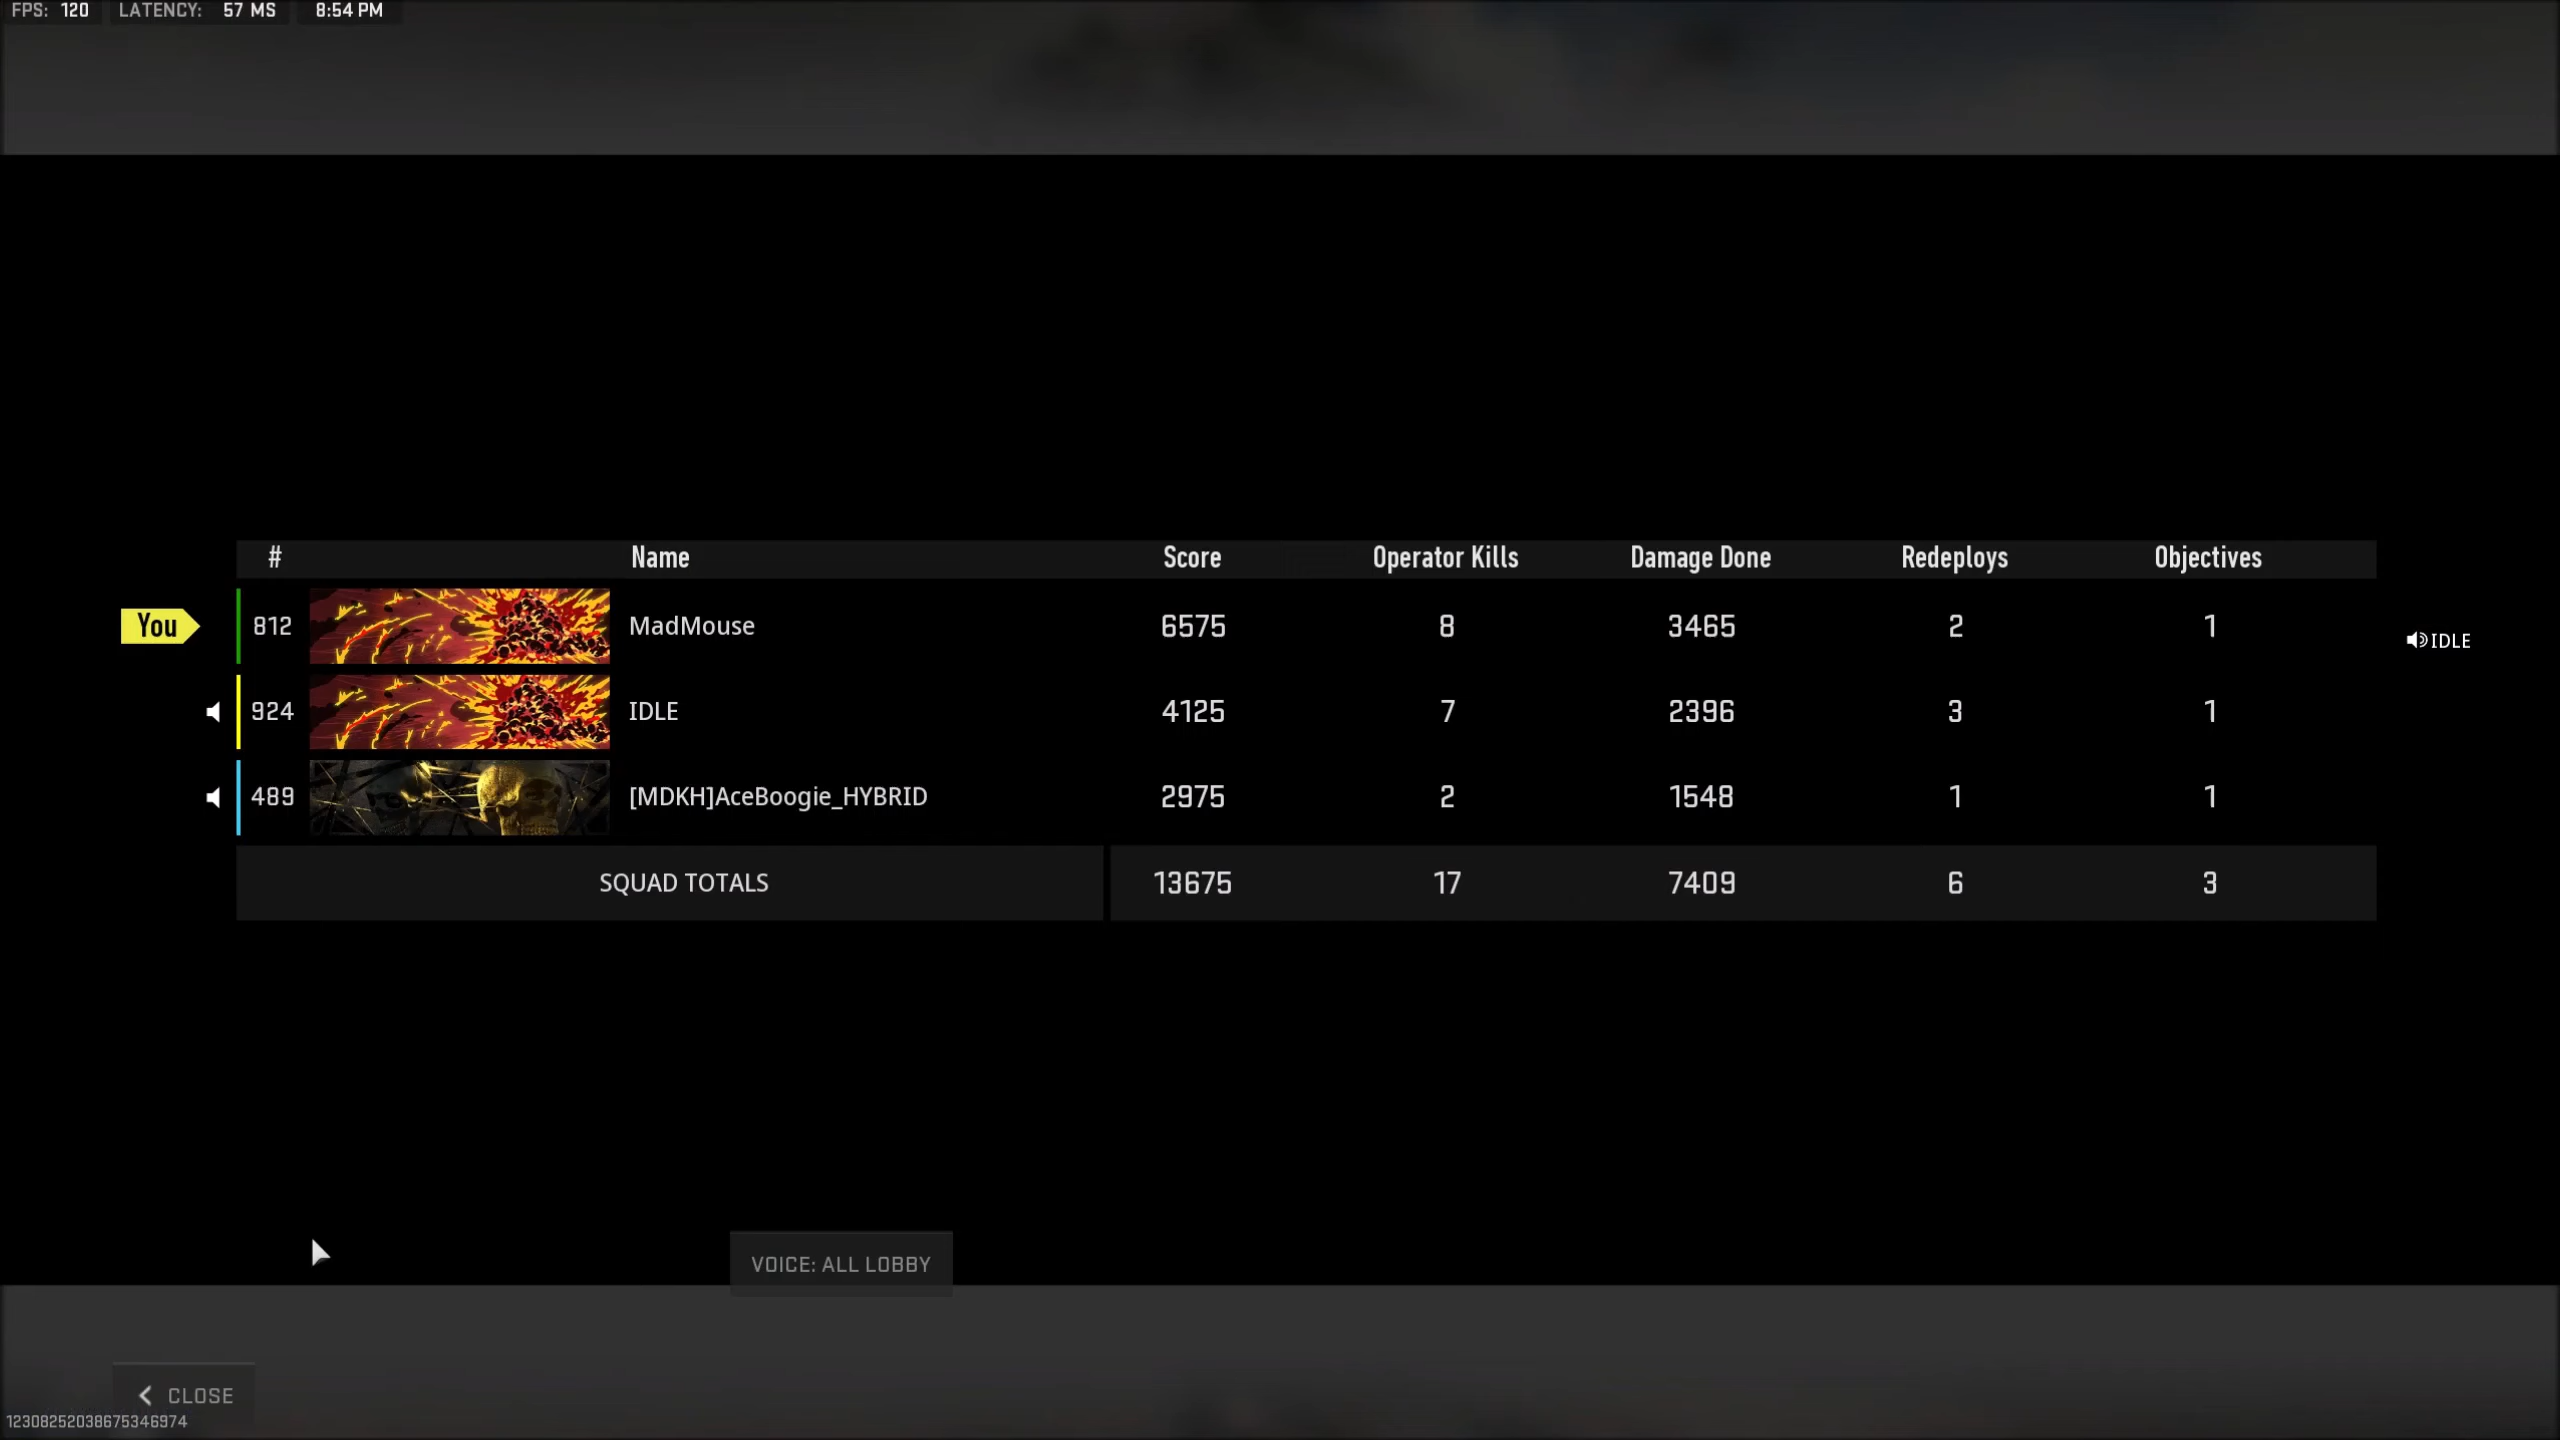 FPS: 120 LATENCY: 57 MS 8:54 PM
# Name Score Operator Kills Damage Done Redeploys Objectives
You 812 MadMouse 6575 8 3465 2 1
IDLE
924 IDLE 4125 7 2396 3 1
489 [MDKH]AceBoogie_HYBRID 2975 2 1548 1 1
SQUAD TOTALS 13675 17 7409 6 3
VOICE: ALL LOBBY
CLOSE
12308252038675346974